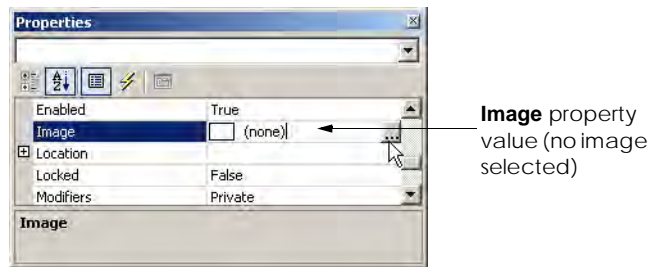 Properties
Enabled True
Image (none)
Location
Locked False
Modifiers Private
Image
Image property
value (no image
selected)